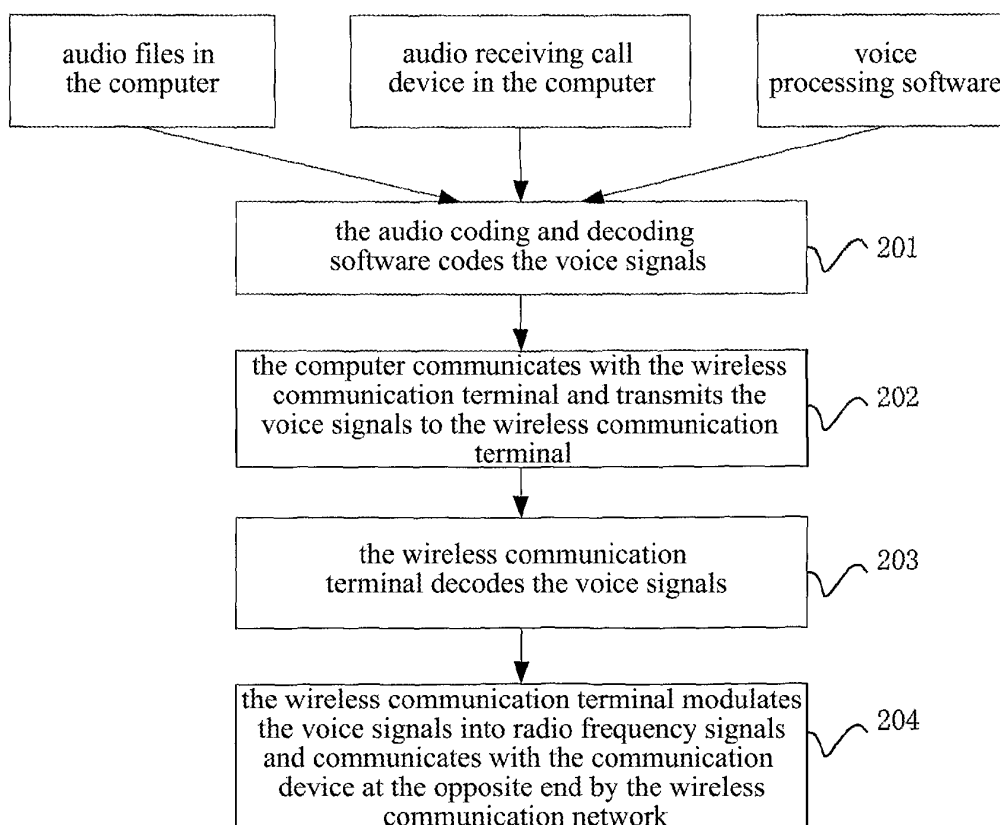 audio files in
the computer
audio receiving call
device in the computer
voice
processing software
the audio coding and decoding
software codes the voice signals
201
the computer communicates with the wireless
communication terminal and transmits the
voice signals to the wireless communication
terminal
202
the wireless communication
terminal decodes the voice signals
203
the wireless communication terminal modulates
the voice signals into radio frequency signals
and communicates with the communication
device at the opposite end by the wireless
communication network
204